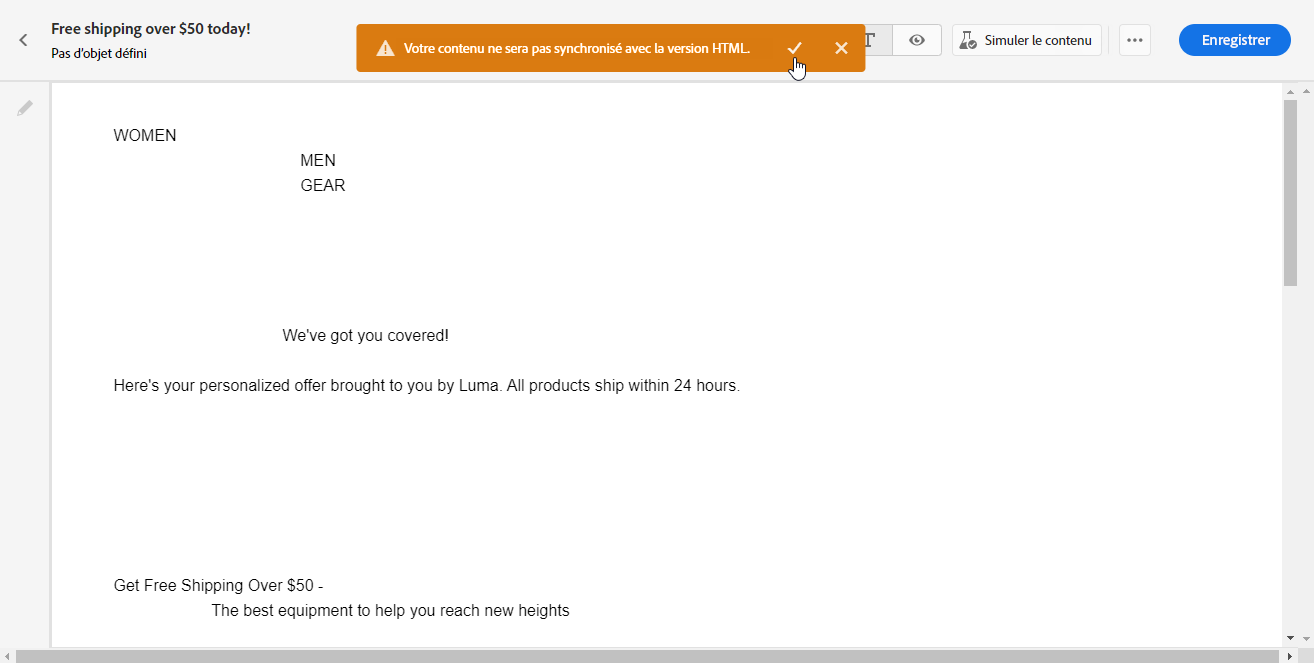 Free shipping over $50 today!
Pas d'objet défini
Votre contenu ne sera pas synchronisé avec la version HTML.
T
Simuler le contenu
Enregistrer
WOMEN
MEN
GEAR
We've got you covered!
Here's your personalized offer brought to you by Luma. All products ship within 24 hours.
Get Free Shipping Over $50 -
The best equipment to help you reach new heights